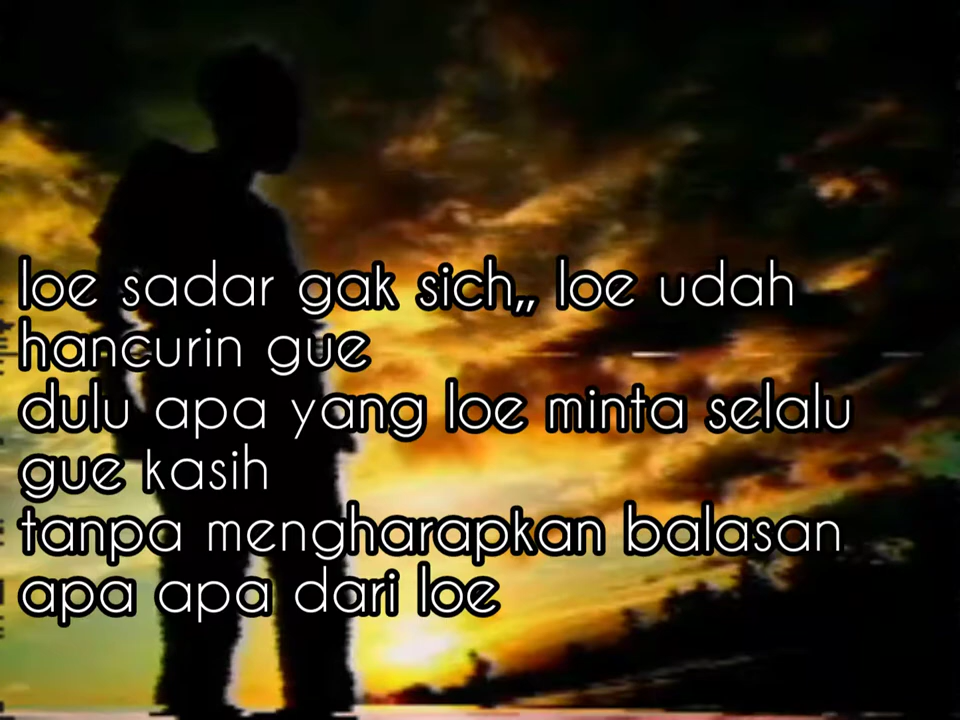 loe sadar gak sich,, loe udah
hancurin gue
dulu apa yang loe minta selalu
gue kasih
tanpa mengharapkan balasan
apa apa dari loe